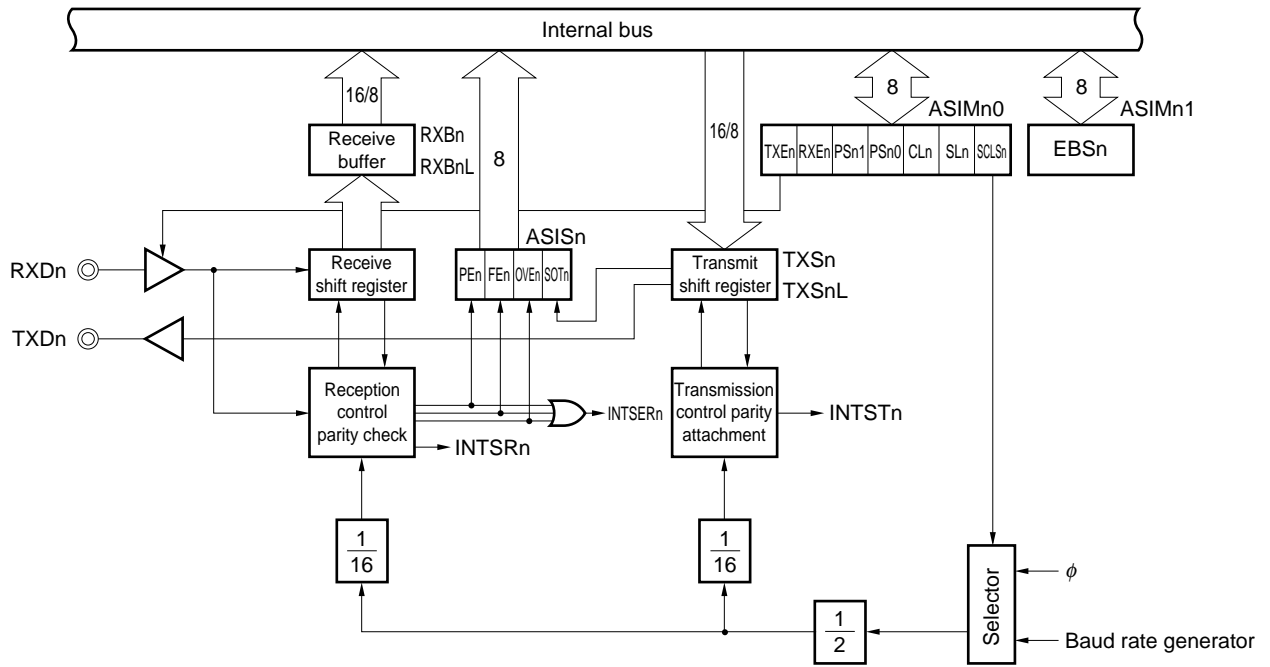 Internal bus
16/8
8
16/8
8
8
ASIMn0
ASIMn1
Receive
buffer
RXBn
RXBnL
TXEn RXEn PSn1 PSn0 CLn SLn SCLSn
EBSn
ASISn
RXDn
Receive
shift register
PEn FEn OVEn SOTn
Transmit
shift register
TXSn
TXSnL
TXDn
Reception
control
parity check
INTSERn
INTSRn
Transmission
control parity
attachment
INTSTn
1
16
1
16
Selector
ϕ
1
2
Baud rate generator